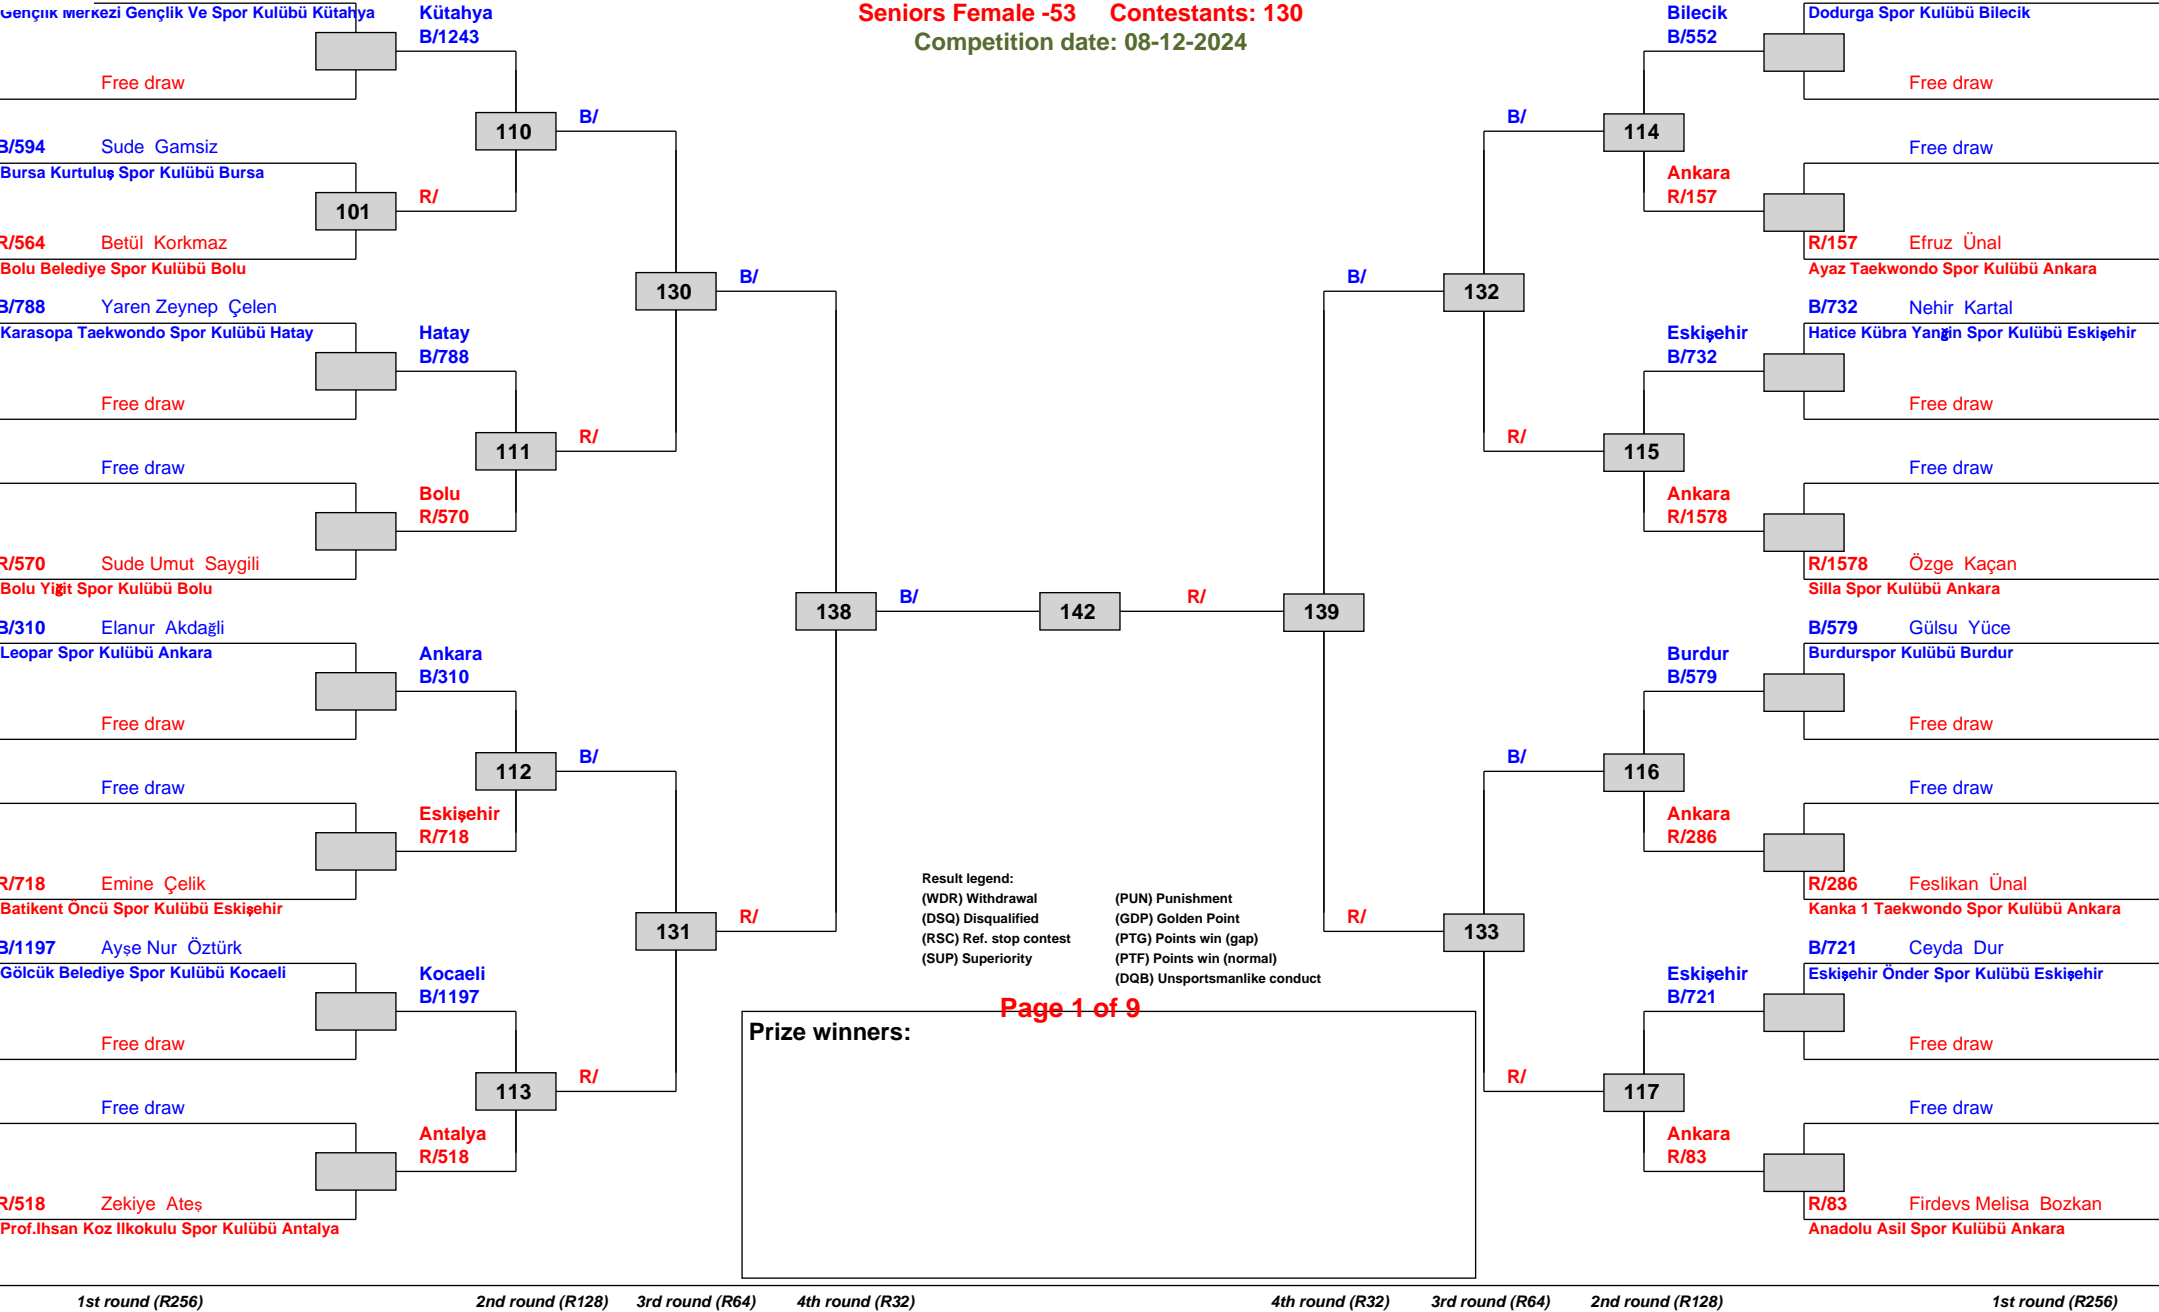 Seniors Female -53 Contestants: 130
Competition date: 08-12-2024
Gençlik Merkezi Gençlik Ve Spor Kulübü Kütahya
Kütahya
B/1243
Free draw
110
B/
B/594 Sude Gamsiz
Bursa Kurtuluş Spor Kulübü Bursa
101
R/
R/564 Betül Korkmaz
Bolu Belediye Spor Kulübü Bolu
130
B/
B/788 Yaren Zeynep Çelen
Karasopa Taekwondo Spor Kulübü Hatay
Hatay
B/788
Free draw
111
R/
Free draw
Bolu
R/570
R/570 Sude Umut Saygili
Bolu Yiğit Spor Kulübü Bolu
138
B/
142
R/
139
B/310 Elanur Akdağli
Leopar Spor Kulübü Ankara
Ankara
B/310
Free draw
112
B/
Free draw
Eskişehir
R/718
R/718 Emine Çelik
Batikent Öncü Spor Kulübü Eskişehir
131
R/
B/1197 Ayşe Nur Öztürk
Gölcük Belediye Spor Kulübü Kocaeli
Kocaeli
B/1197
Free draw
113
R/
Free draw
Antalya
R/518
R/518 Zekiye Ateş
Prof.Ihsan Koz Ilkokulu Spor Kulübü Antalya
Bilecik
B/552
Dodurga Spor Kulübü Bilecik
Free draw
B/
114
Free draw
Ankara
R/157
R/157 Efruz Ünal
Ayaz Taekwondo Spor Kulübü Ankara
B/
132
B/732 Nehir Kartal
Hatice Kübra Yanğin Spor Kulübü Eskişehir
Eskişehir
B/732
Free draw
R/
115
Free draw
Ankara
R/1578
R/1578 Özge Kaçan
Silla Spor Kulübü Ankara
B/579 Gülsu Yüce
Burdurspor Kulübü Burdur
Burdur
B/579
Free draw
B/
116
Free draw
Ankara
R/286
R/286 Feslikan Ünal
Kanka 1 Taekwondo Spor Kulübü Ankara
R/
133
B/721 Ceyda Dur
Eskişehir Önder Spor Kulübü Eskişehir
Eskişehir
B/721
Free draw
R/
117
Free draw
Ankara
R/83
R/83 Firdevs Melisa Bozkan
Anadolu Asil Spor Kulübü Ankara
Result legend:
(WDR) Withdrawal (PUN) Punishment
(DSQ) Disqualified (GDP) Golden Point
(RSC) Ref. stop contest (PTG) Points win (gap)
(SUP) Superiority (PTF) Points win (normal)
(DQB) Unsportsmanlike conduct
Page 1 of 9
Prize winners:
1st round (R256) 2nd round (R128) 3rd round (R64) 4th round (R32) 4th round (R32) 3rd round (R64) 2nd round (R128) 1st round (R256)